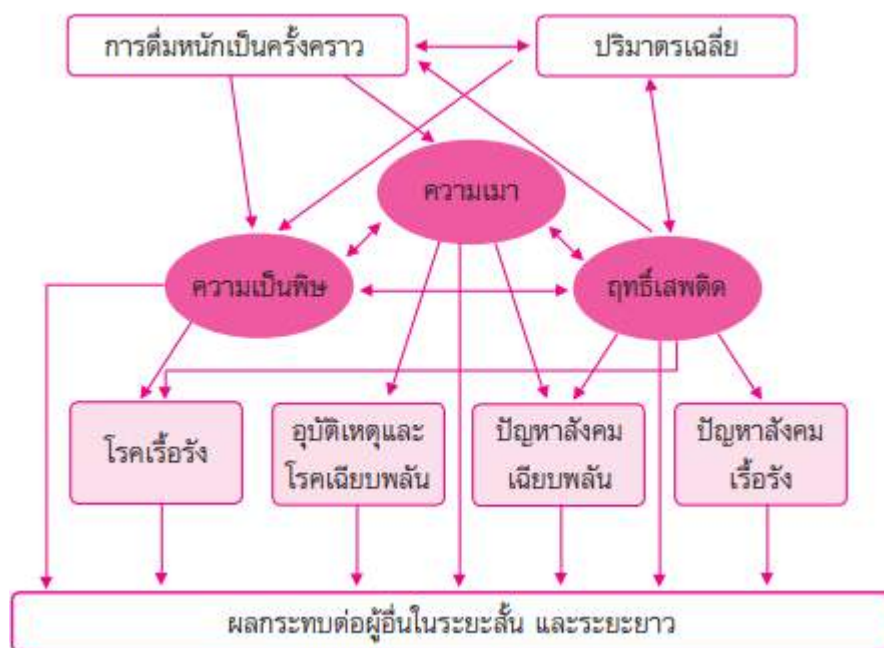 การดื่มหนักเป็นครั้งคราว
ปริมาตรเฉลี่ย
ความเมา
ความเป็นพิษ
ฤทธิ์เสพติด
โรคเรื้อรัง
อุบัติเหตุและ
โรคเฉียบพลัน
ปัญหาสังคม
เฉียบพลัน
ปัญหาสังคม
เรื้อรัง
ผลกระทบต่อผู้อื่นในระยะสั้น และระยะยาว